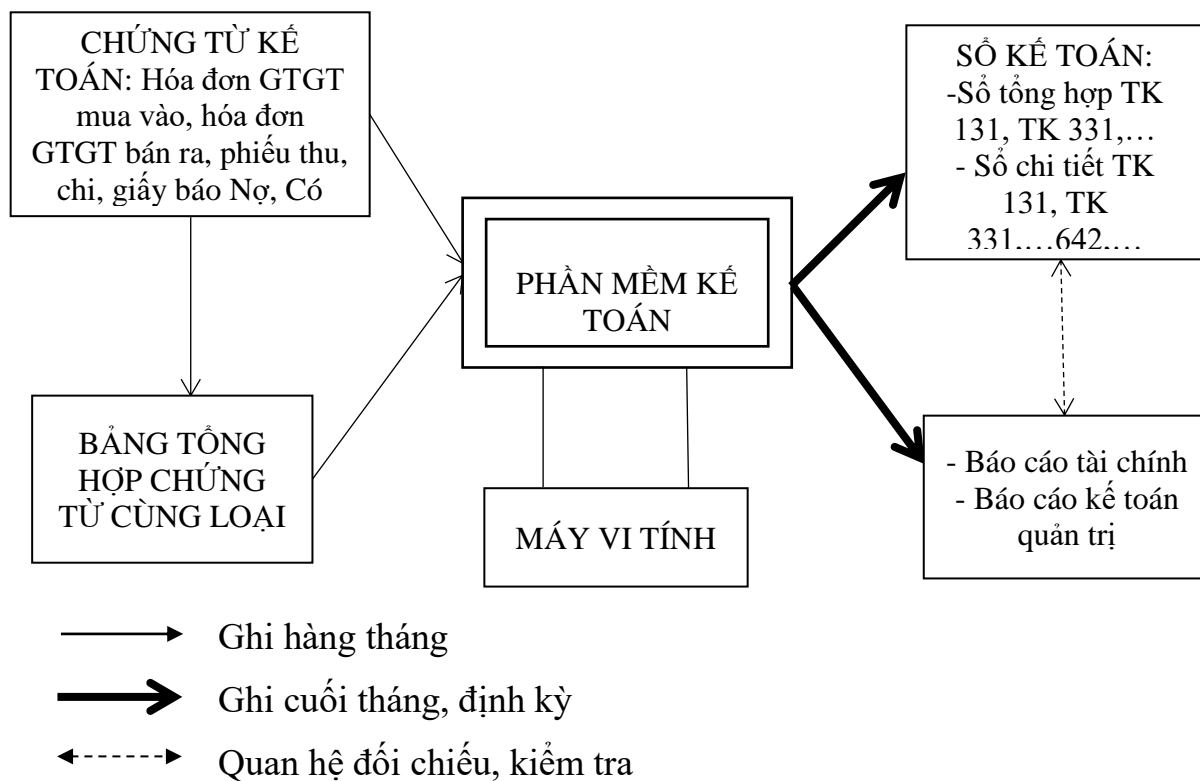 CHỨNG TỪ KẾ
TOÁN: Hóa đơn GTGT
mua vào, hóa đơn
GTGT bán ra, phiếu thu,
chi, giấy báo Nợ, Có
BẢNG TỔNG
HỢP CHỨNG
TỪ CÙNG LOẠI
PHẦN MỀM KẾ
TOÁN
MÁY VI TÍNH
SỔ KẾ TOÁN:
-Sổ tổng hợp TK
131, TK 331,…
- Sổ chi tiết TK
131, TK
331,…642,…
- Báo cáo tài chính
- Báo cáo kế toán
quản trị
Ghi hàng tháng
Ghi cuối tháng, định kỳ
Quan hệ đối chiếu, kiểm tra